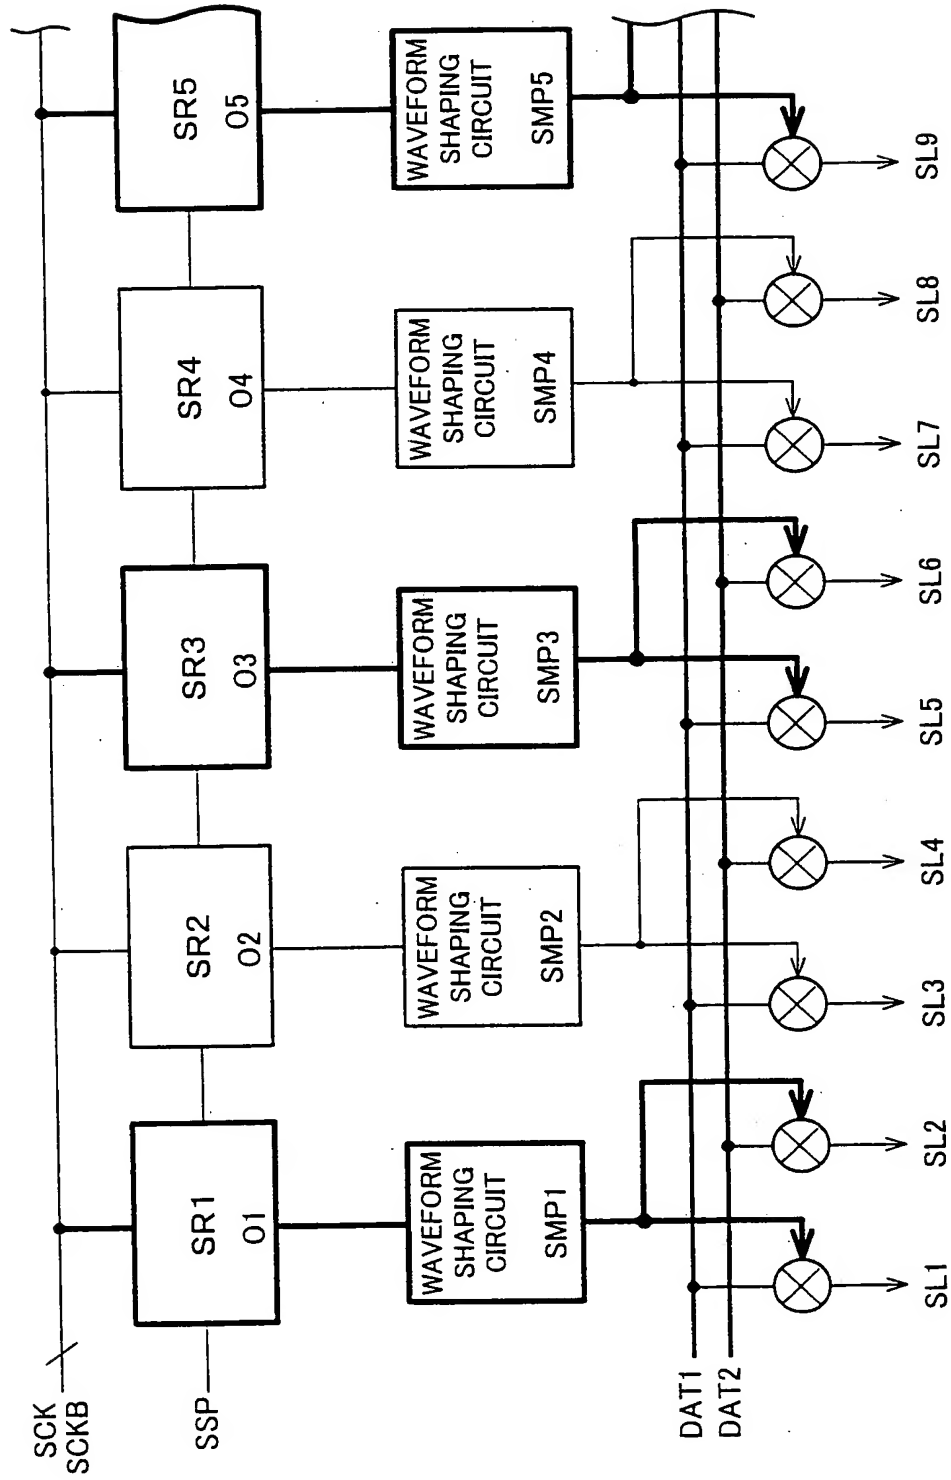 SCK
SCKB
SSP
SR1
O1
SR2
O2
SR3
O3
SR4
O4
SR5
O5
WAVEFORM
SHAPING
CIRCUIT
SMP1
WAVEFORM
SHAPING
CIRCUIT
SMP2
WAVEFORM
SHAPING
CIRCUIT
SMP3
WAVEFORM
SHAPING
CIRCUIT
SMP4
WAVEFORM
SHAPING
CIRCUIT
SMP5
DAT1
DAT2
SL1
SL2
SL3
SL4
SL5
SL6
SL7
SL8
SL9